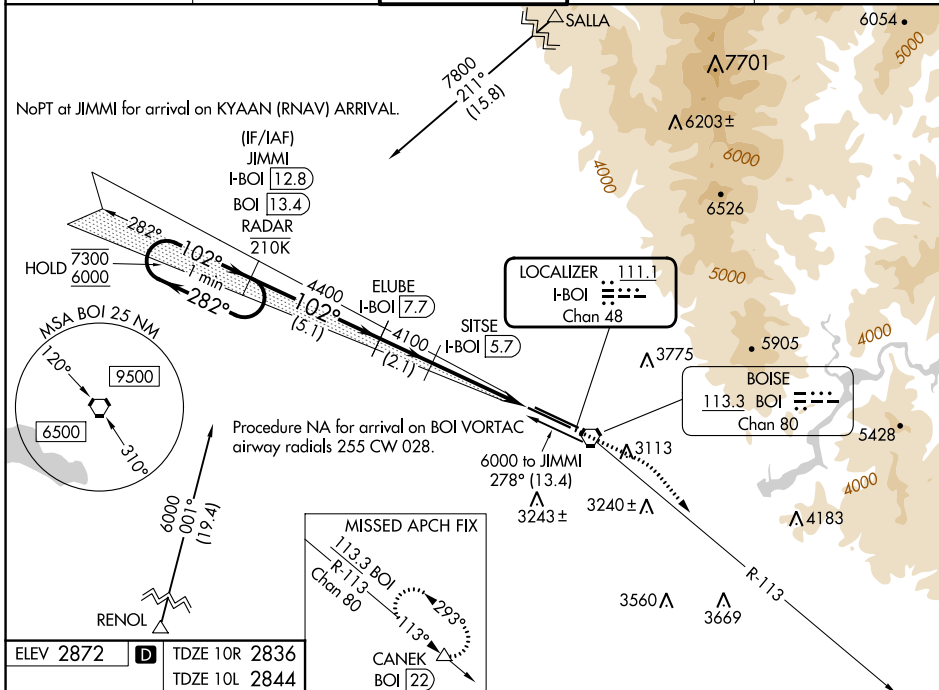 SALLA
6054
5000
7701
7800
211°
(15.8)
NoPT at JIMMI for arrival on KYAAN (RNAV) ARRIVAL.
6203±
(IF/IAF)
JIMMI
I-BOI 12.8
BOI 13.4
RADAR
210K
4000
6000
6526
282°
102°
HOLD 7300
6000
1 min
282°
4400
102°
(5.1)
ELUBE
I-BOI 7.7
LOCALIZER 111.1
I-BOI
Chan 48
5000
4100
(2.1)
SITSE
I-BOI 5.7
MSA BOI 25 NM
120°
9500
6500
310°
3775
5905
4000
BOISE
113.3 BOI
Chan 80
5428
Procedure NA for arrival on BOI VORTAC
airway radials 255 CW 028.
6000 to JIMMI
278° (13.4)
3113
4000
3243±
3240±
4183
6000
001°
(19.4)
MISSED APCH FIX
113.3 BOI
R-113
Chan 80
293°
113°
CANEK
BOI 22
R-113
3560
3669
RENOL
ELEV 2872
D
TDZE 10R 2836
TDZE 10L 2844